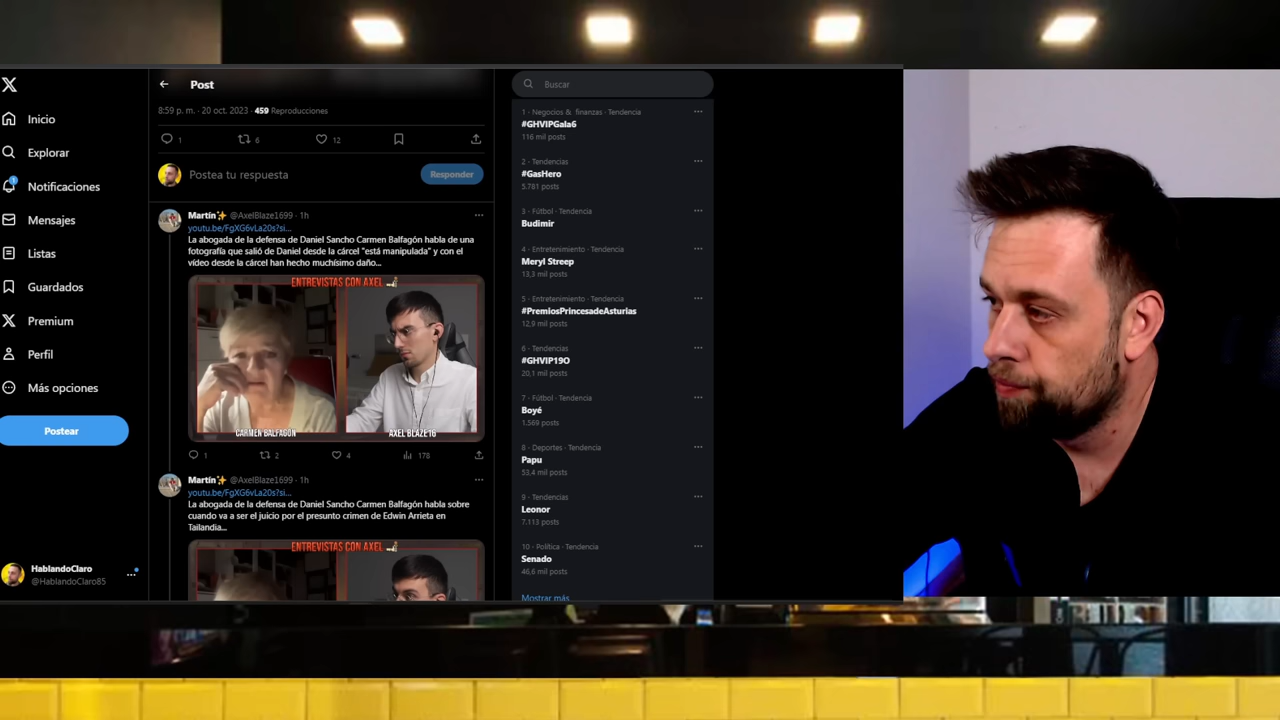 Inicio
Explorar
1
Notificaciones
Mensajes
Listas
Guardados
Premium
Perfil
Más opciones
Postear
HablandoClaro
@HablandoClaro85
Post
8:59 p. m. · 20 oct. 2023 · 459 Reproducciones
1 6 12
Postea tu respuesta
Responder
Martín @AxelBlaze1699 · 1h
youtu.be/FgXG6vLa20s?si...
La abogada de la defensa de Daniel Sancho Carmen Balfagón habla de una
fotografía que salió de Daniel desde la cárcel "está manipulada" y con el
vídeo desde la cárcel han hecho muchísimo daño...
ENTREVISTAS CON AXEL
CARMEN BALFAGÓN
AXEL BLAZE16
1 2 4 178
Martín @AxelBlaze1699 · 1h
youtu.be/FgXG6vLa20s?si...
La abogada de la defensa de Daniel Sancho Carmen Balfagón habla sobre
cuando va a ser el juicio por el presunto crimen de Edwin Arrieta en
Tailandia...
ENTREVISTAS CON AXEL
Buscar
1 · Negocios & finanzas · Tendencia
#GHVIPGala6
116 mil posts
2 · Tendencias
#GasHero
5.781 posts
3 · Fútbol · Tendencia
Budimir
4 · Entretenimiento · Tendencia
Meryl Streep
13,3 mil posts
5 · Entretenimiento · Tendencia
#PremiosPrincesadeAsturias
12,9 mil posts
6 · Tendencias
#GHVIP19O
20,1 mil posts
7 · Fútbol · Tendencia
Boyé
1.569 posts
8 · Deportes · Tendencia
Papu
53,4 mil posts
9 · Tendencias
Leonor
7.113 posts
10 · Política · Tendencia
Senado
46,6 mil posts
Mostrar más